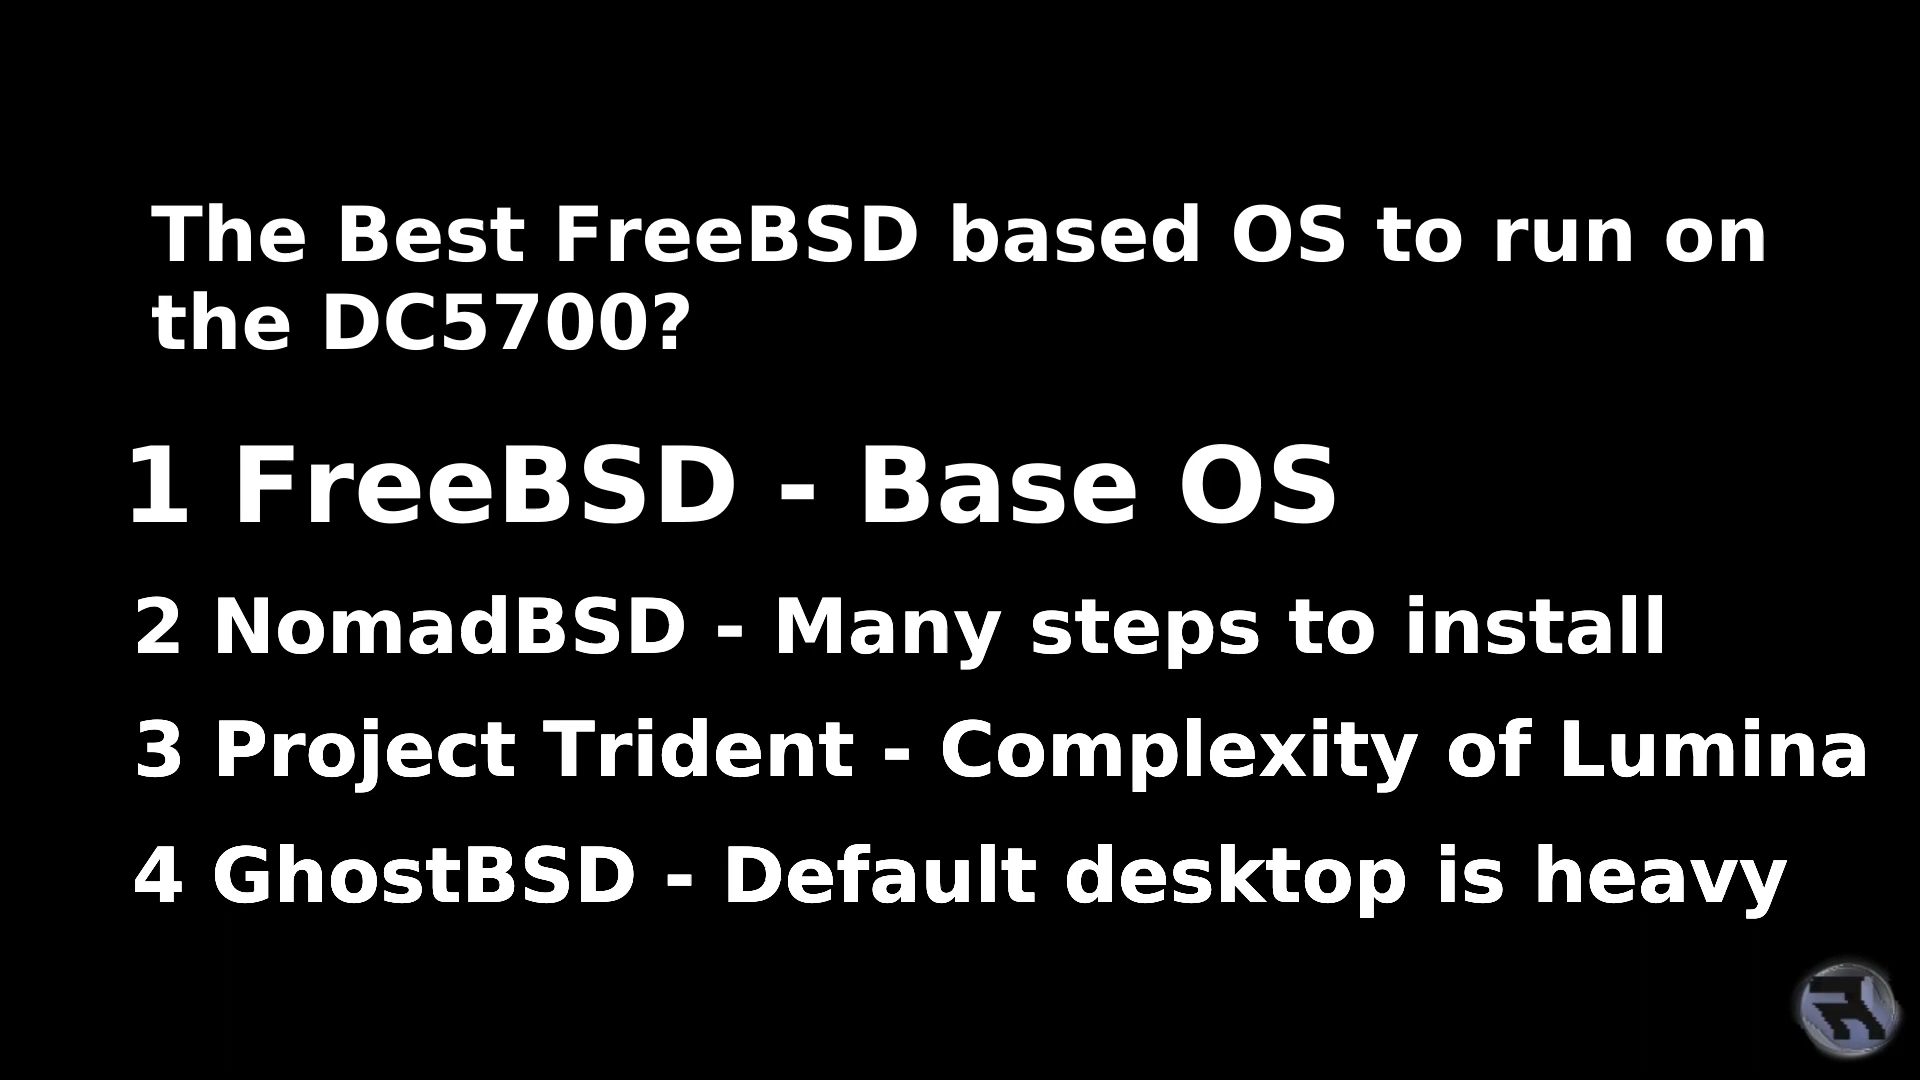 The Best FreeBSD based OS to run on
the DC5700?
1 FreeBSD - Base OS
2 NomadBSD - Many steps to install
3 Project Trident - Complexity of Lumina
4 GhostBSD - Default desktop is heavy